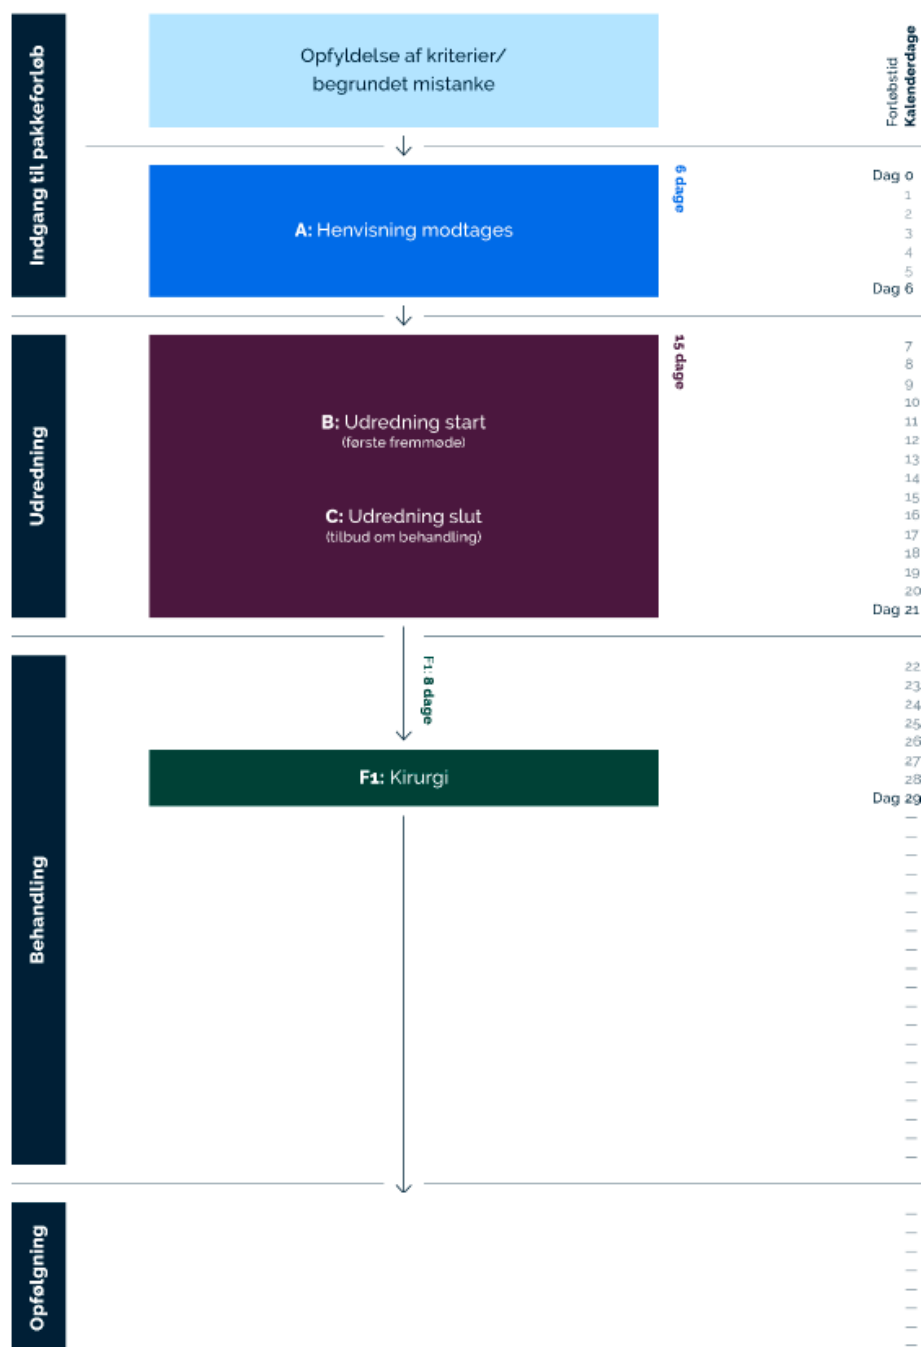 Indgang til pakkeforløb
Opfyldelse af kriterier/
begrundet mistanke
Forløbstid
Kalenderdage
A: Henvisning modtages
6 dage
Dag 0
1
2
3
4
5
Dag 6
Udredning
B: Udredning start
(første fremmøde)
C: Udredning slut
(tilbud om behandling)
15 dage
7
8
9
10
11
12
13
14
15
16
17
18
19
20
Dag 21
Behandling
F1: 8 dage
F1: Kirurgi
22
23
24
25
26
27
28
Dag 29
Opfølgning